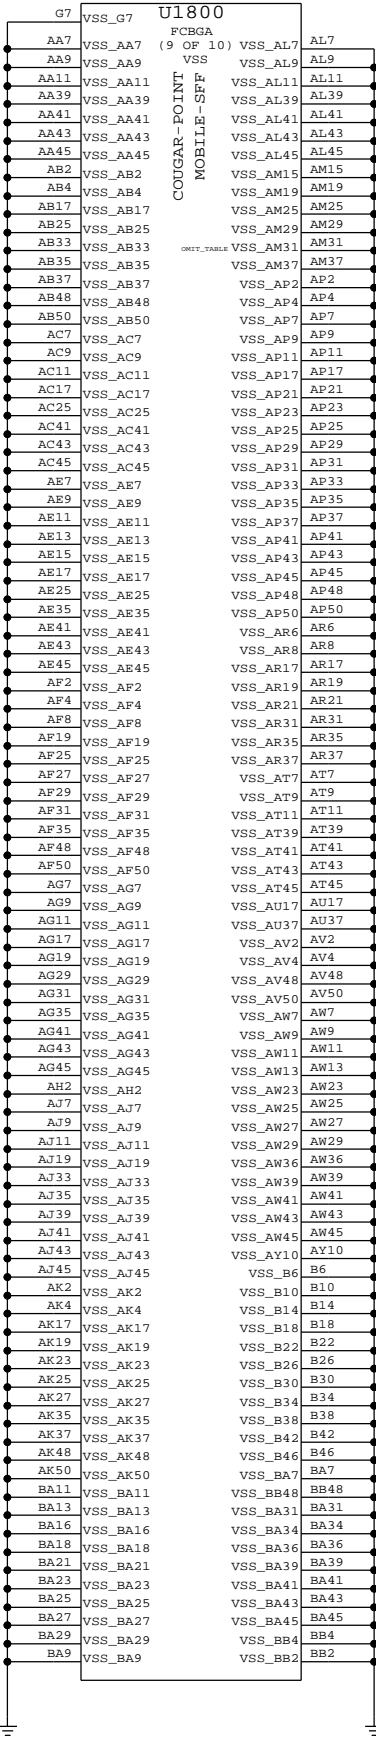 U1800
FCBGA
(9 OF 10)
VSS
COUGAR-POINT
MOBILE-SFF
OMIT_TABLE
G7 VSS_G7
AA7 VSS_AA7 VSS_AL7 AL7
AA9 VSS_AA9 VSS_AL9 AL9
AA11 VSS_AA11 VSS_AL11 AL11
AA39 VSS_AA39 VSS_AL39 AL39
AA41 VSS_AA41 VSS_AL41 AL41
AA43 VSS_AA43 VSS_AL43 AL43
AA45 VSS_AA45 VSS_AL45 AL45
AB2 VSS_AB2 VSS_AM15 AM15
AB4 VSS_AB4 VSS_AM19 AM19
AB17 VSS_AB17 VSS_AM25 AM25
AB25 VSS_AB25 VSS_AM29 AM29
AB33 VSS_AB33 VSS_AM31 AM31
AB35 VSS_AB35 VSS_AM37 AM37
AB37 VSS_AB37 VSS_AP2 AP2
AB48 VSS_AB48 VSS_AP4 AP4
AB50 VSS_AB50 VSS_AP7 AP7
AC7 VSS_AC7 VSS_AP9 AP9
AC9 VSS_AC9 VSS_AP11 AP11
AC11 VSS_AC11 VSS_AP17 AP17
AC17 VSS_AC17 VSS_AP21 AP21
AC25 VSS_AC25 VSS_AP23 AP23
AC41 VSS_AC41 VSS_AP25 AP25
AC43 VSS_AC43 VSS_AP29 AP29
AC45 VSS_AC45 VSS_AP31 AP31
AE7 VSS_AE7 VSS_AP33 AP33
AE9 VSS_AE9 VSS_AP35 AP35
AE11 VSS_AE11 VSS_AP37 AP37
AE13 VSS_AE13 VSS_AP41 AP41
AE15 VSS_AE15 VSS_AP43 AP43
AE17 VSS_AE17 VSS_AP45 AP45
AE25 VSS_AE25 VSS_AP48 AP48
AE35 VSS_AE35 VSS_AP50 AP50
AE41 VSS_AE41 VSS_AR6 AR6
AE43 VSS_AE43 VSS_AR8 AR8
AE45 VSS_AE45 VSS_AR17 AR17
AF2 VSS_AF2 VSS_AR19 AR19
AF4 VSS_AF4 VSS_AR21 AR21
AF8 VSS_AF8 VSS_AR31 AR31
AF19 VSS_AF19 VSS_AR35 AR35
AF25 VSS_AF25 VSS_AR37 AR37
AF27 VSS_AF27 VSS_AT7 AT7
AF29 VSS_AF29 VSS_AT9 AT9
AF31 VSS_AF31 VSS_AT11 AT11
AF35 VSS_AF35 VSS_AT39 AT39
AF48 VSS_AF48 VSS_AT41 AT41
AF50 VSS_AF50 VSS_AT43 AT43
AG7 VSS_AG7 VSS_AT45 AT45
AG9 VSS_AG9 VSS_AU17 AU17
AG11 VSS_AG11 VSS_AU37 AU37
AG17 VSS_AG17 VSS_AV2 AV2
AG19 VSS_AG19 VSS_AV4 AV4
AG29 VSS_AG29 VSS_AV48 AV48
AG31 VSS_AG31 VSS_AV50 AV50
AG35 VSS_AG35 VSS_AW7 AW7
AG41 VSS_AG41 VSS_AW9 AW9
AG43 VSS_AG43 VSS_AW11 AW11
AG45 VSS_AG45 VSS_AW13 AW13
AH2 VSS_AH2 VSS_AW23 AW23
AJ7 VSS_AJ7 VSS_AW25 AW25
AJ9 VSS_AJ9 VSS_AW27 AW27
AJ11 VSS_AJ11 VSS_AW29 AW29
AJ19 VSS_AJ19 VSS_AW36 AW36
AJ33 VSS_AJ33 VSS_AW39 AW39
AJ35 VSS_AJ35 VSS_AW41 AW41
AJ39 VSS_AJ39 VSS_AW43 AW43
AJ41 VSS_AJ41 VSS_AW45 AW45
AJ43 VSS_AJ43 VSS_AY10 AY10
AJ45 VSS_AJ45 VSS_B6 B6
AK2 VSS_AK2 VSS_B10 B10
AK4 VSS_AK4 VSS_B14 B14
AK17 VSS_AK17 VSS_B18 B18
AK19 VSS_AK19 VSS_B22 B22
AK23 VSS_AK23 VSS_B26 B26
AK25 VSS_AK25 VSS_B30 B30
AK27 VSS_AK27 VSS_B34 B34
AK35 VSS_AK35 VSS_B38 B38
AK37 VSS_AK37 VSS_B42 B42
AK48 VSS_AK48 VSS_B46 B46
AK50 VSS_AK50 VSS_BA7 BA7
BA11 VSS_BA11 VSS_BB48 BB48
BA13 VSS_BA13 VSS_BA31 BA31
BA16 VSS_BA16 VSS_BA34 BA34
BA18 VSS_BA18 VSS_BA36 BA36
BA21 VSS_BA21 VSS_BA39 BA39
BA23 VSS_BA23 VSS_BA41 BA41
BA25 VSS_BA25 VSS_BA43 BA43
BA27 VSS_BA27 VSS_BA45 BA45
BA29 VSS_BA29 VSS_BB4 BB4
BA9 VSS_BA9 VSS_BB2 BB2